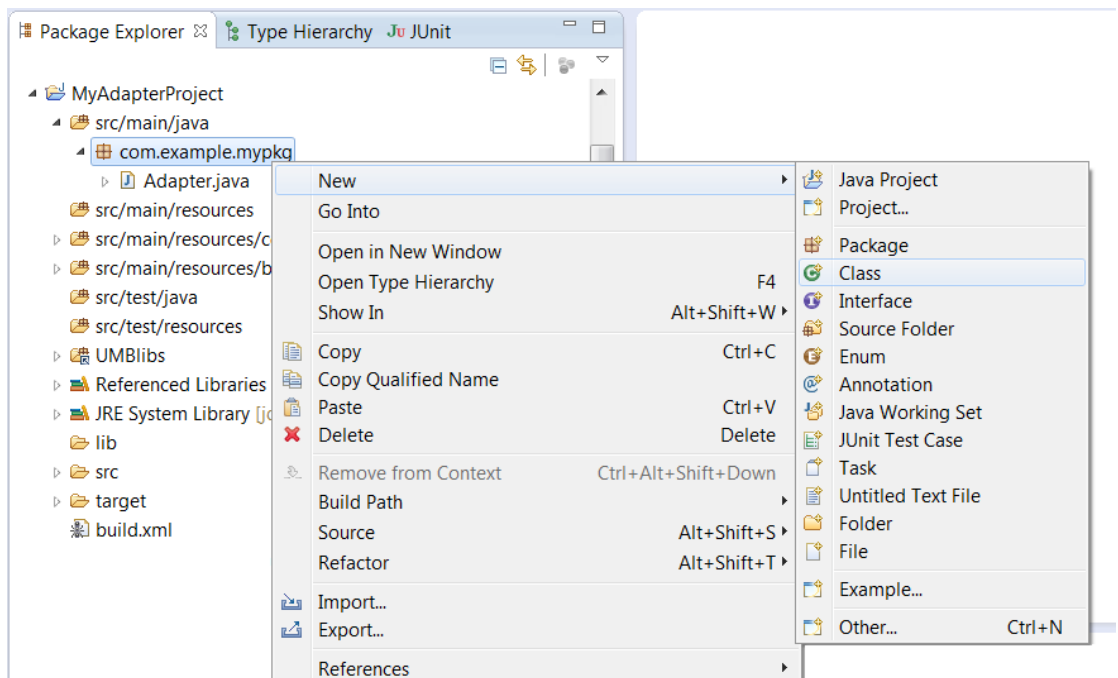 Package Explorer Type Hierarchy Ju JUnit
MyAdapterProject
src/main/java
com.example.mypkg
Adapter.java
src/main/resources
src/main/resources/c
src/main/resources/b
src/test/java
src/test/resources
UMBlibs
Referenced Libraries
JRE System Library [jd
lib
src
target
build.xml
New
Go Into
Open in New Window
Open Type Hierarchy F4
Show In Alt+Shift+W
Copy Ctrl+C
Copy Qualified Name
Paste Ctrl+V
Delete Delete
Remove from Context Ctrl+Alt+Shift+Down
Build Path
Source Alt+Shift+S
Refactor Alt+Shift+T
Import...
Export...
References
Java Project
Project...
Package
Class
Interface
Source Folder
Enum
Annotation
Java Working Set
JUnit Test Case
Task
Untitled Text File
Folder
File
Example...
Other... Ctrl+N